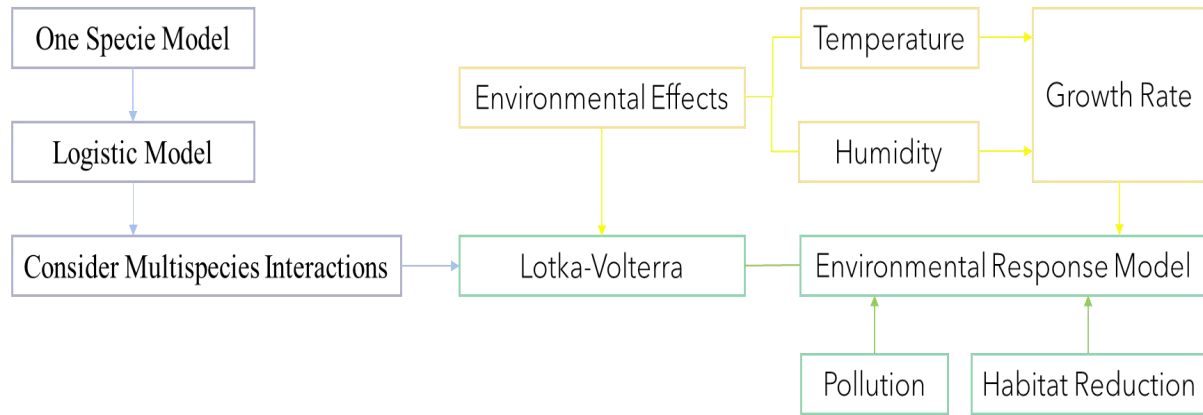 One Specie Model
Logistic Model
Consider Multispecies Interactions
Environmental Effects
Lotka-Volterra
Temperature
Humidity
Growth Rate
Environmental Response Model
Pollution
Habitat Reduction